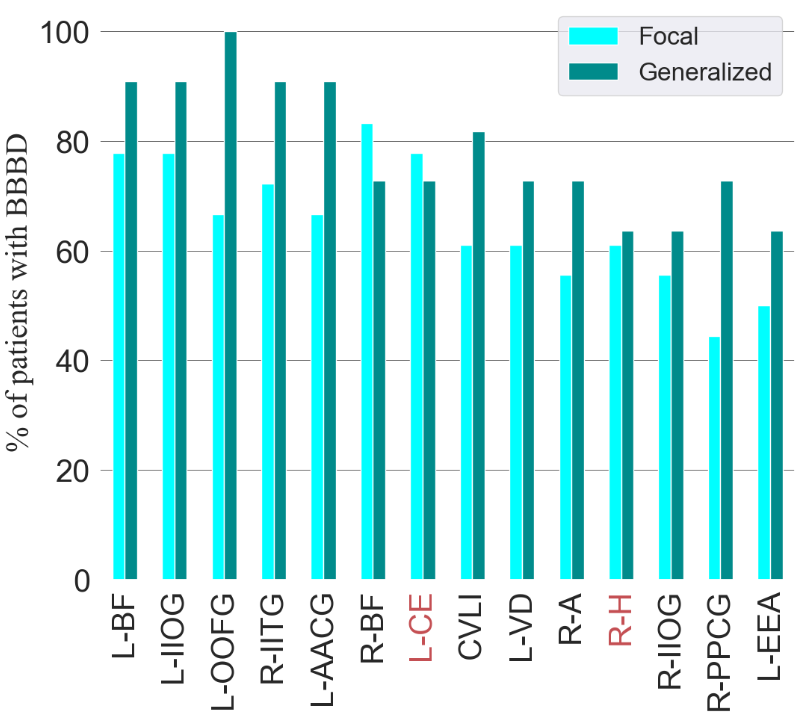 Focal
Generalized
% of patients with BBBD
100
80
60
40
20
0
L-BF
L-IIOG
L-OOFG
R-IITG
L-AACG
R-BF
L-CE
CVLI
L-VD
R-A
R-H
R-IIOG
R-PPCG
L-EEA